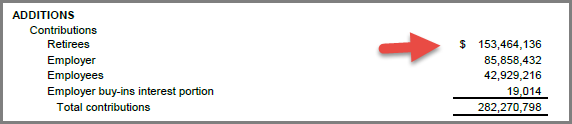 ADDITIONS
Contributions
Retirees $ 153,464,136
Employer 85,858,432
Employees 42,929,216
Employer buy-ins interest portion 19,014
Total contributions 282,270,798